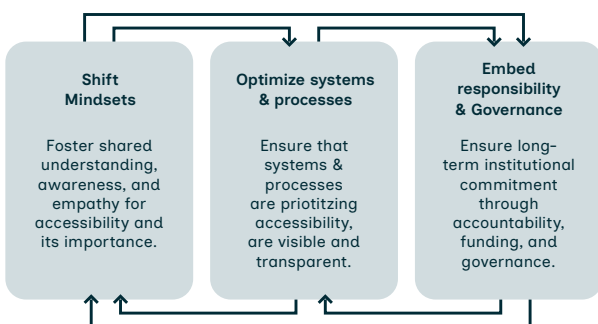 Shift
Mindsets
Foster shared
understanding,
awareness, and
empathy for
accessibility and
its importance.
Optimize systems
& processes
Ensure that
systems &
processes
are priotitzing
accessibility,
are visible and
transparent.
Embed
responsibility
& Governance
Ensure long-
term institutional
commitment
through
accountability,
funding, and
governance.